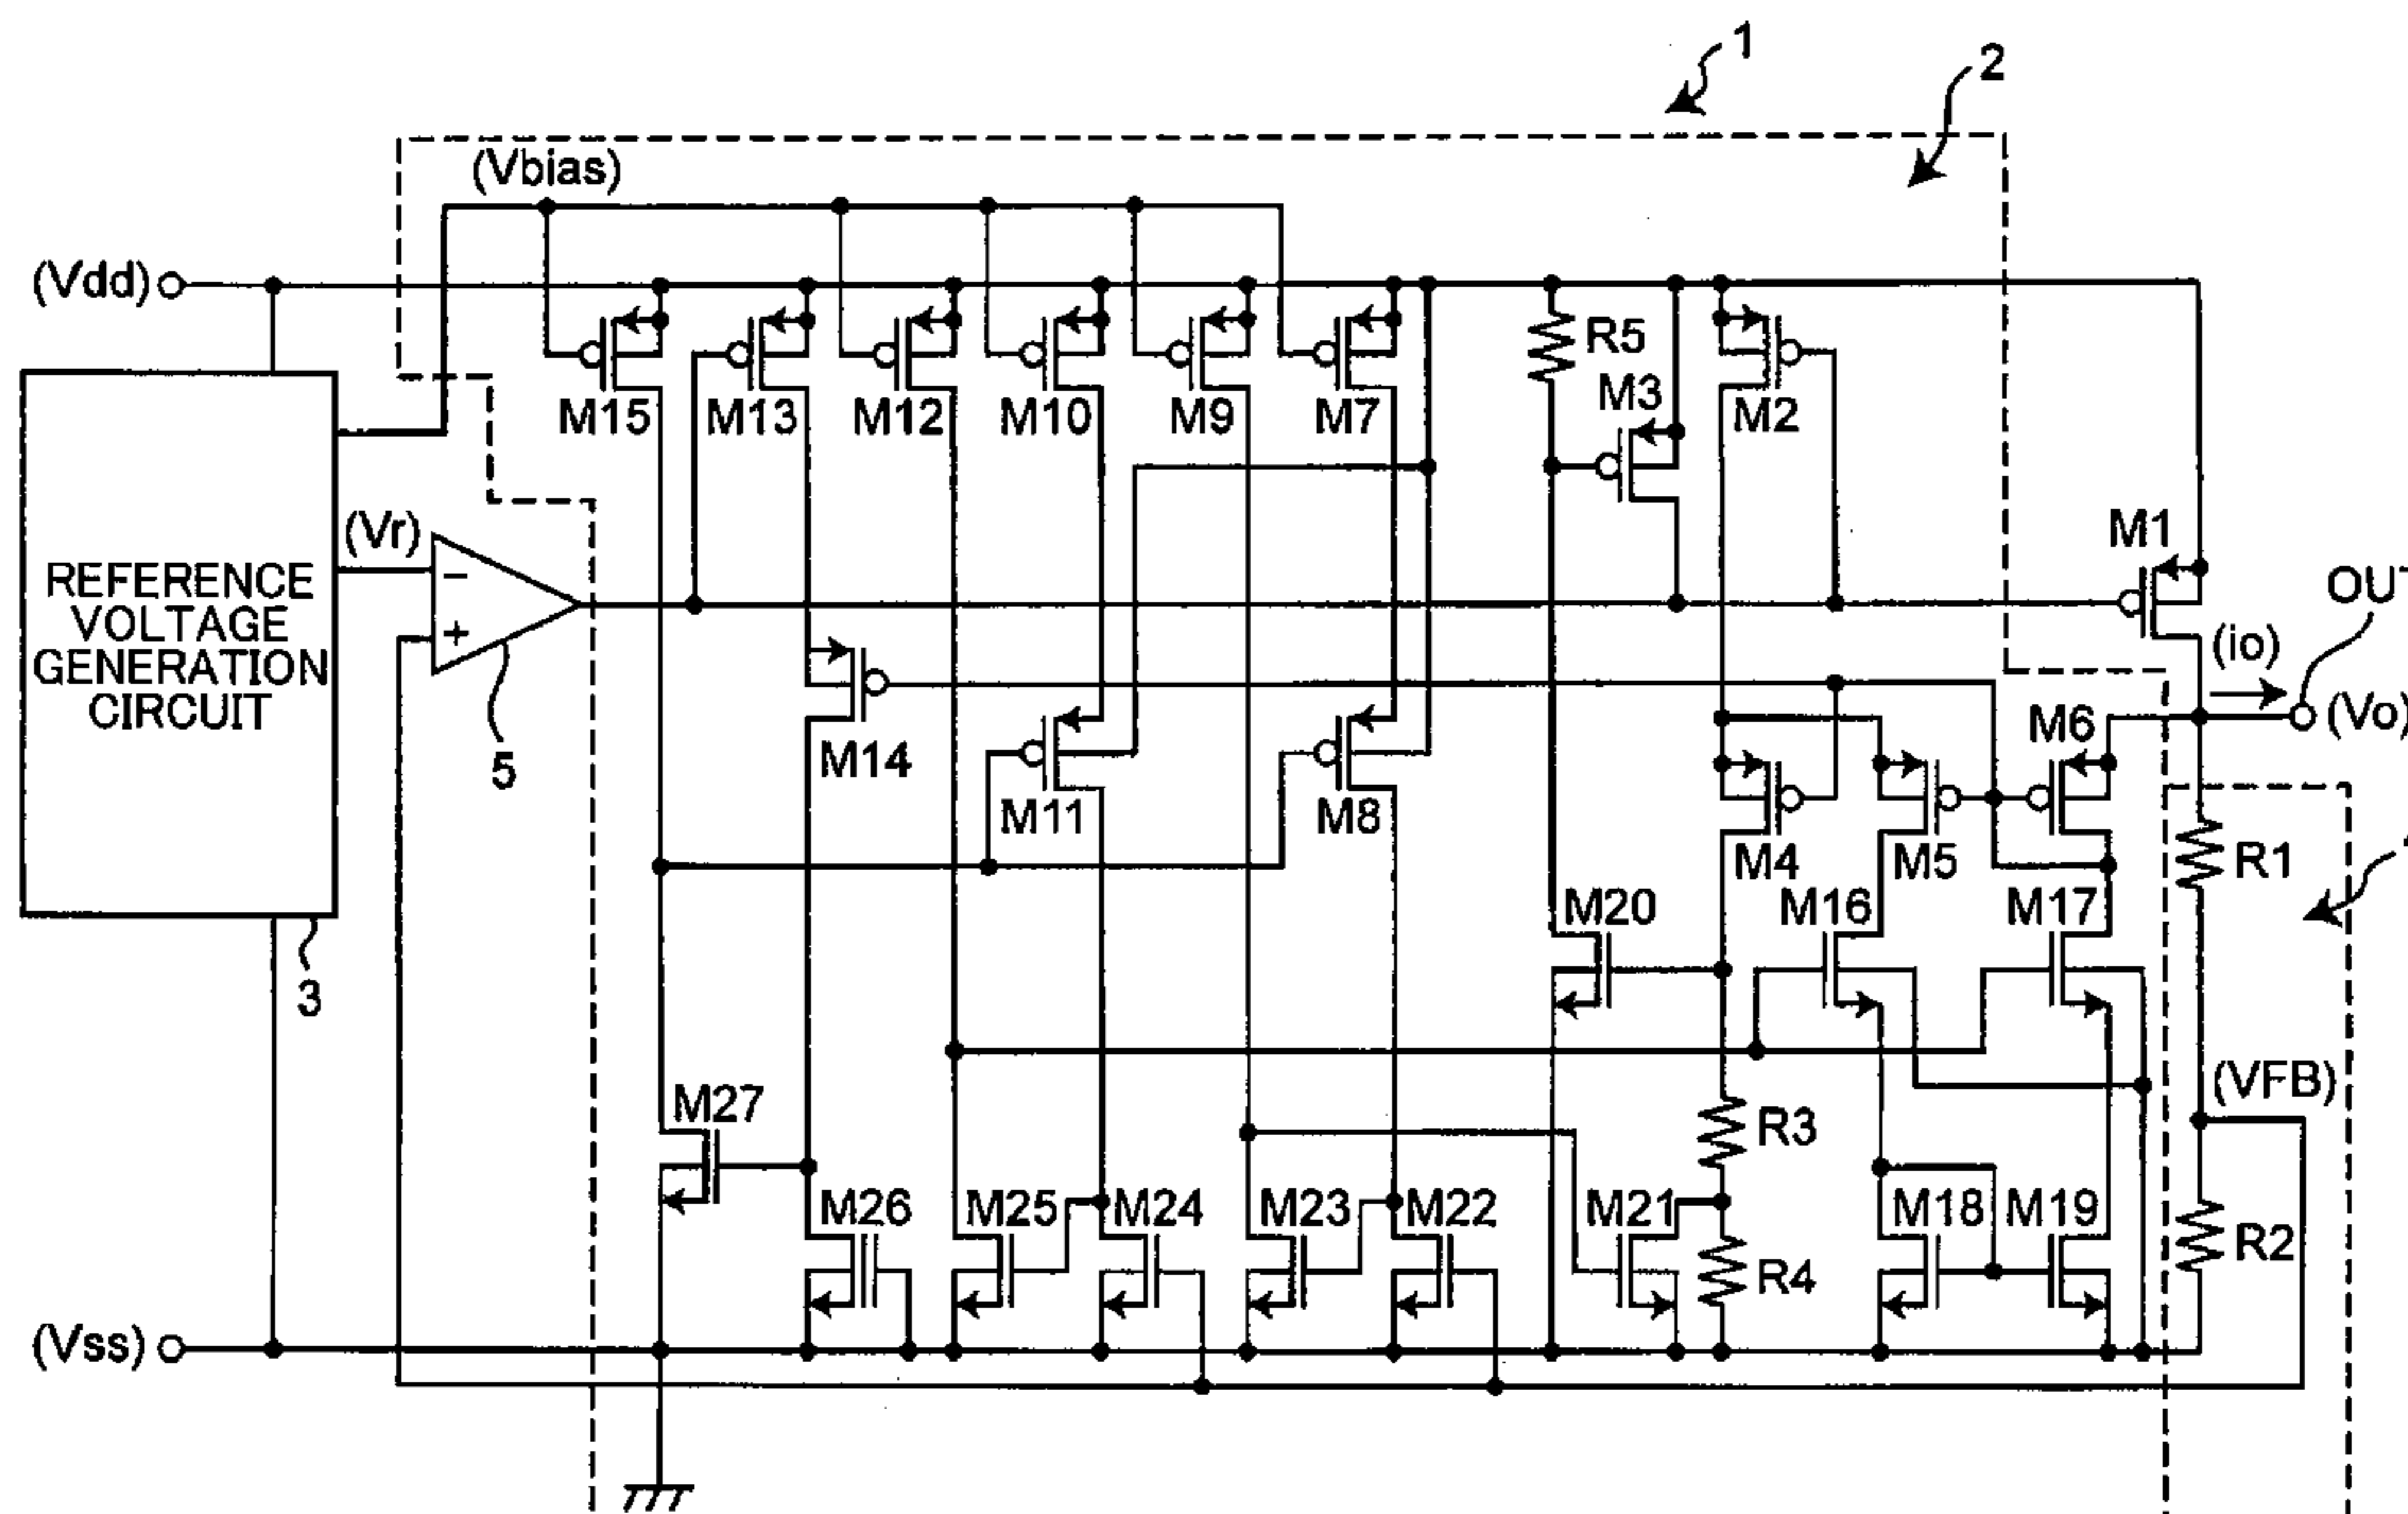 1
2
(Vbias)
(Vdd)
R5
M3
M15
M13
M12
M10
M9
M7
M2
(Vr)
M1
OUT
REFERENCE
VOLTAGE
GENERATION
CIRCUIT
−
+
(io)
(Vo)
M6
M14
5
M11
M8
M4
M5
R1
M20
M16
M17
3
(VFB)
M27
R3
M26
M25
M24
M23
M22
M21
M18
M19
R2
R4
(Vss)